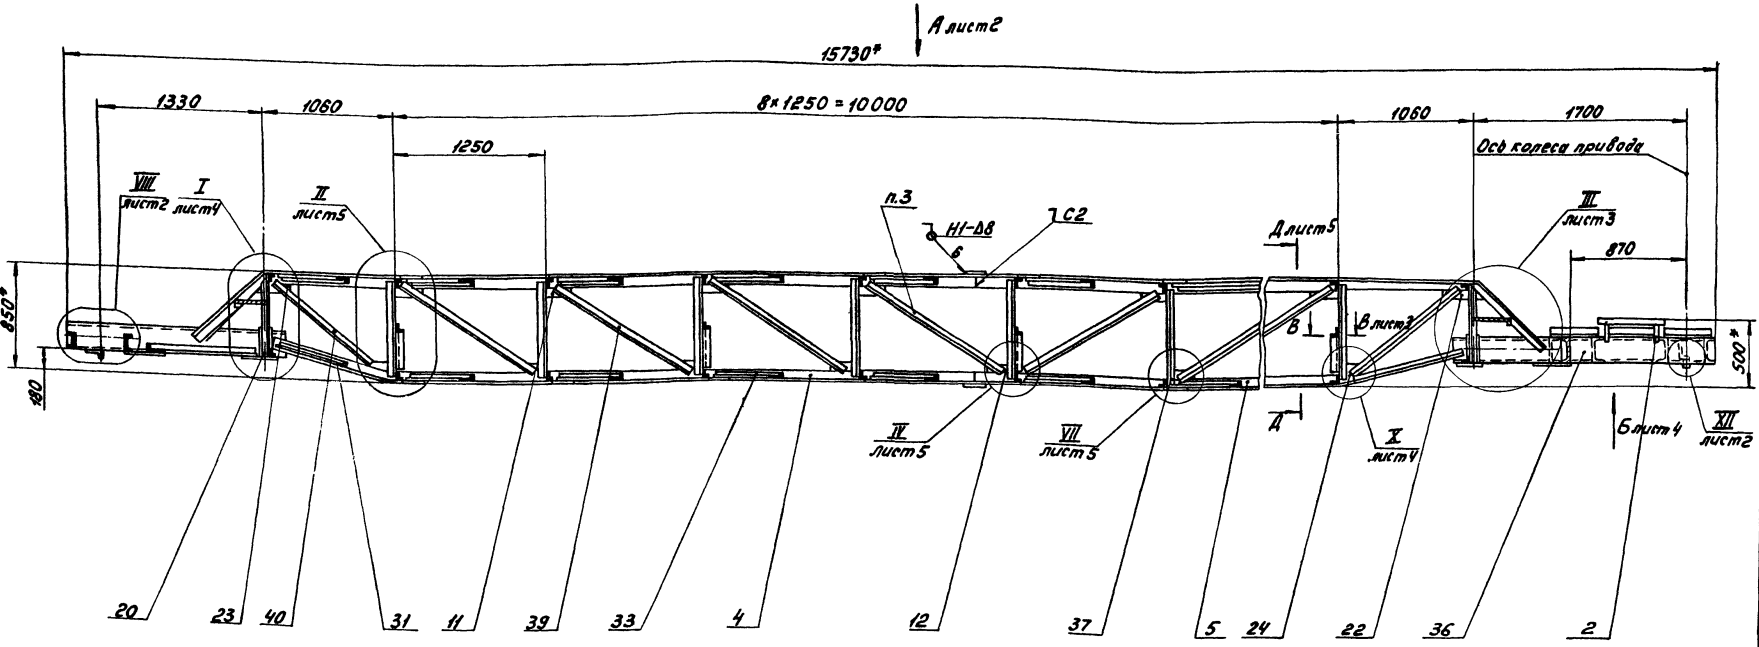 А лист2
15730*
1330
1060
8×1250=10000
1060
1700
1250
Ось колеса привода
VIII
лист2
I
лист4
II
лист5
п.3
Н1-Δ8
6
С2
Д лист5
III
лист3
870
850*
180
500*
В
В лист3
IV
лист5
VII
лист5
Д
X
лист4
Б лист4
XII
лист2
20
23
40
31
11
39
33
4
12
37
5
24
22
36
2